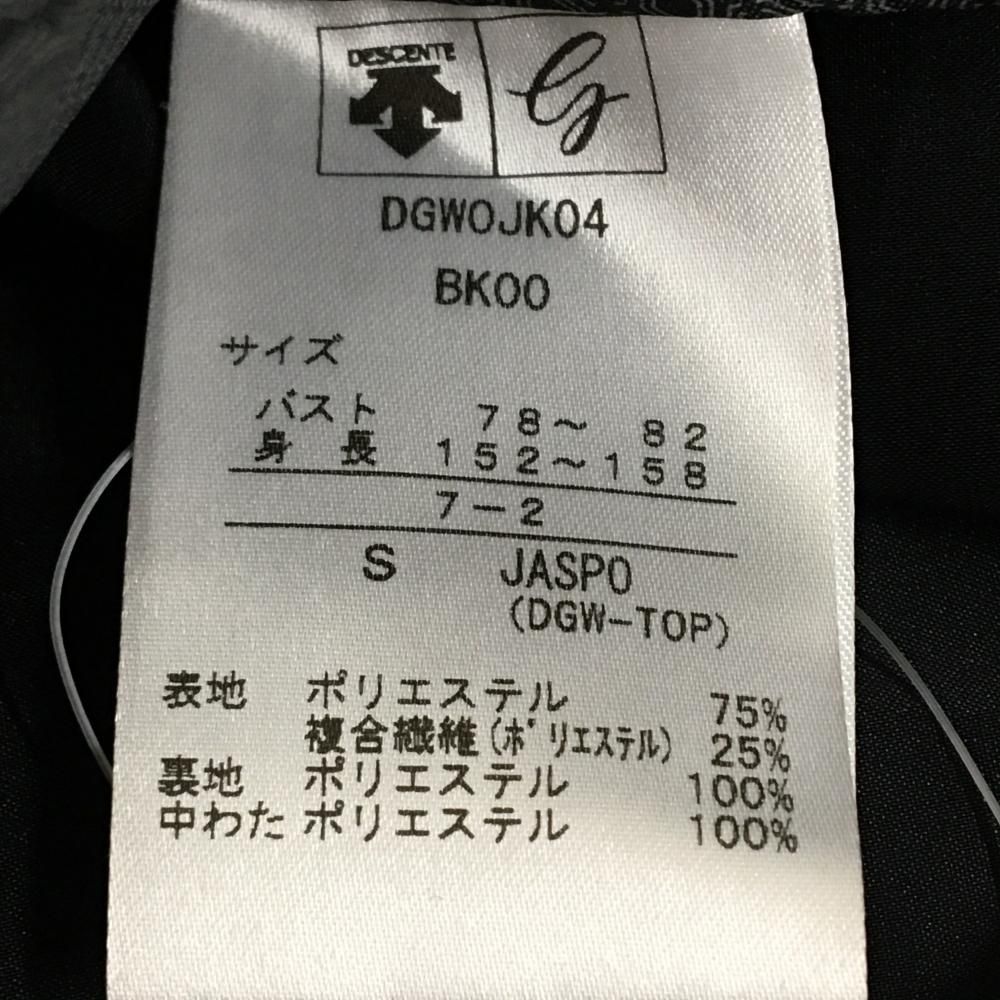 DESCENTE
G
DGWOJK04
BK00
サイズ
バスト 78～ 82
身長 152～158
7－2
S JASPO
(DGW-TOP)
表地 ポリエステル 75%
複合繊維(ポリエステル) 25%
裏地 ポリエステル 100%
中わた ポリエステル 100%